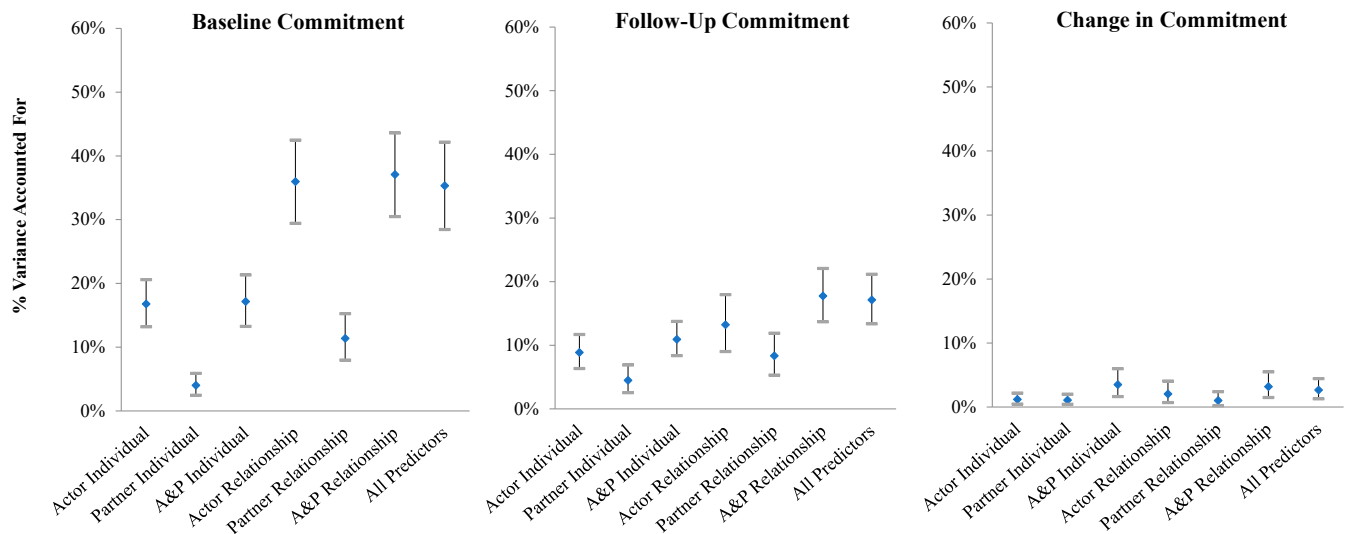 Baseline Commitment
% Variance Accounted For
60%
50%
40%
30%
20%
10%
0%
Actor Individual
Partner Individual
A&P Individual
Actor Relationship
Partner Relationship
A&P Relationship
All Predictors
Follow-Up Commitment
60%
50%
40%
30%
20%
10%
0%
Actor Individual
Partner Individual
A&P Individual
Actor Relationship
Partner Relationship
A&P Relationship
All Predictors
Change in Commitment
60%
50%
40%
30%
20%
10%
0%
Actor Individual
Partner Individual
A&P Individual
Actor Relationship
Partner Relationship
A&P Relationship
All Predictors